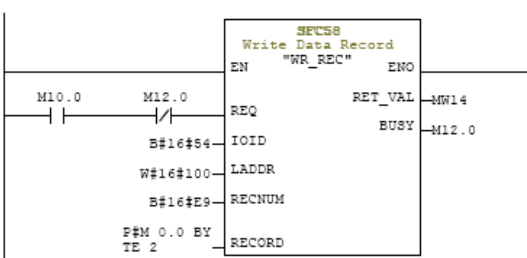 SFC58
Write Data Record
"WR_REC"
EN
ENO
M10.0
M12.0
REQ
RET_VAL
MW14
BUSY
M12.0
B#16#54
IOID
W#16#100
LADDR
B#16#E9
RECNUM
P#M 0.0 BY
TE 2
RECORD